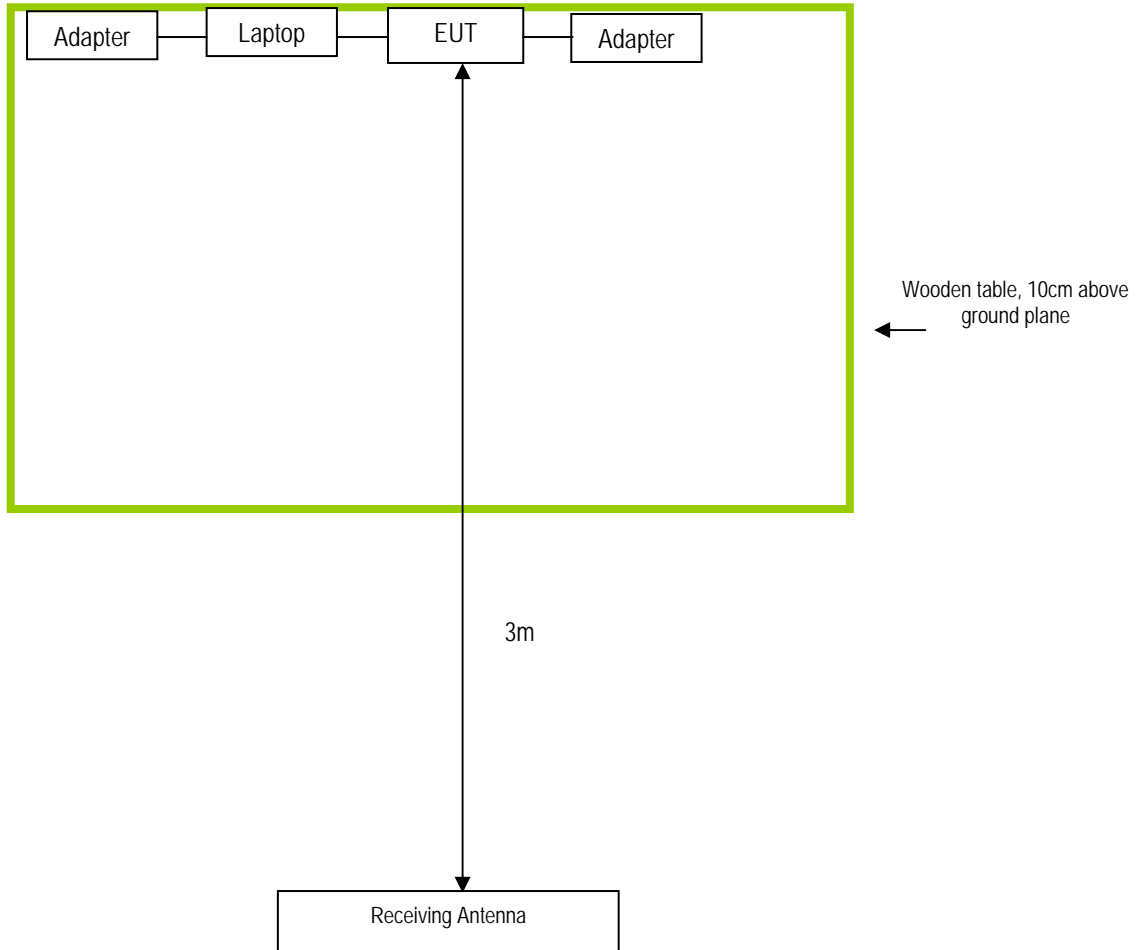 Adapter
Laptop
EUT
Adapter
Wooden table, 10cm above
ground plane
3m
Receiving Antenna